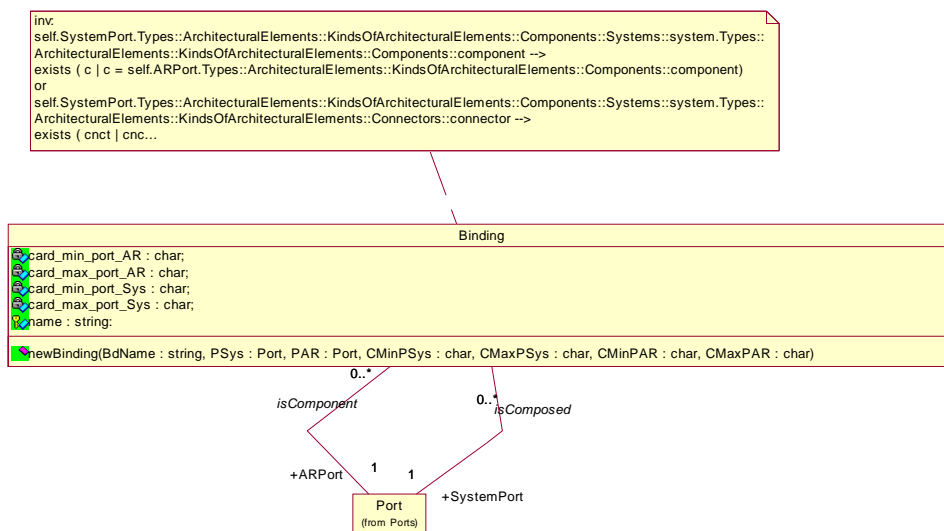 inv:
self.SystemPort.Types::ArchitecturalElements::KindsOfArchitecturalElements::Components::Systems::system.Types::
ArchitecturalElements::KindsOfArchitecturalElements::Components::component -->
exists ( c | c = self.ARPort.Types::ArchitecturalElements::KindsOfArchitecturalElements::Components::component)
or
self.SystemPort.Types::ArchitecturalElements::KindsOfArchitecturalElements::Components::Systems::system.Types::
ArchitecturalElements::KindsOfArchitecturalElements::Connectors::connector -->
exists ( cnct | cnc...
Binding
card_min_port_AR : char;
card_max_port_AR : char;
card_min_port_Sys : char;
card_max_port_Sys : char;
name : string:
newBinding(BdName : string, PSys : Port, PAR : Port, CMinPSys : char, CMaxPSys : char, CMinPAR : char, CMaxPAR : char)
0..*
isComponent
0..*
isComposed
+ARPort
1
1
+SystemPort
Port
(from Ports)